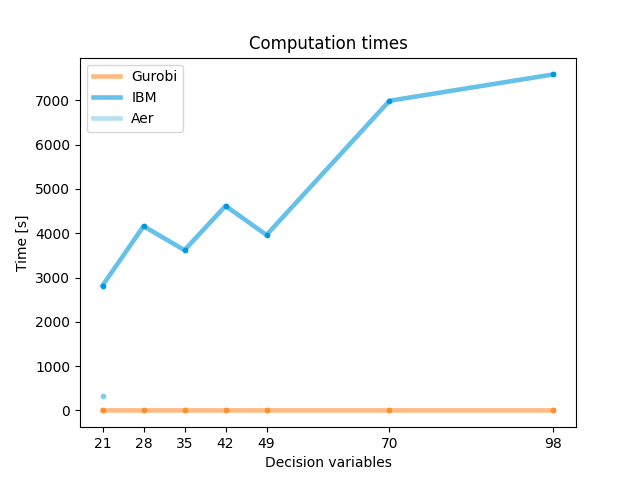 Computation times
Gurobi
IBM
Aer
Time [s]
7000
6000
5000
4000
3000
2000
1000
0
21 28 35 42 49 70 98
Decision variables